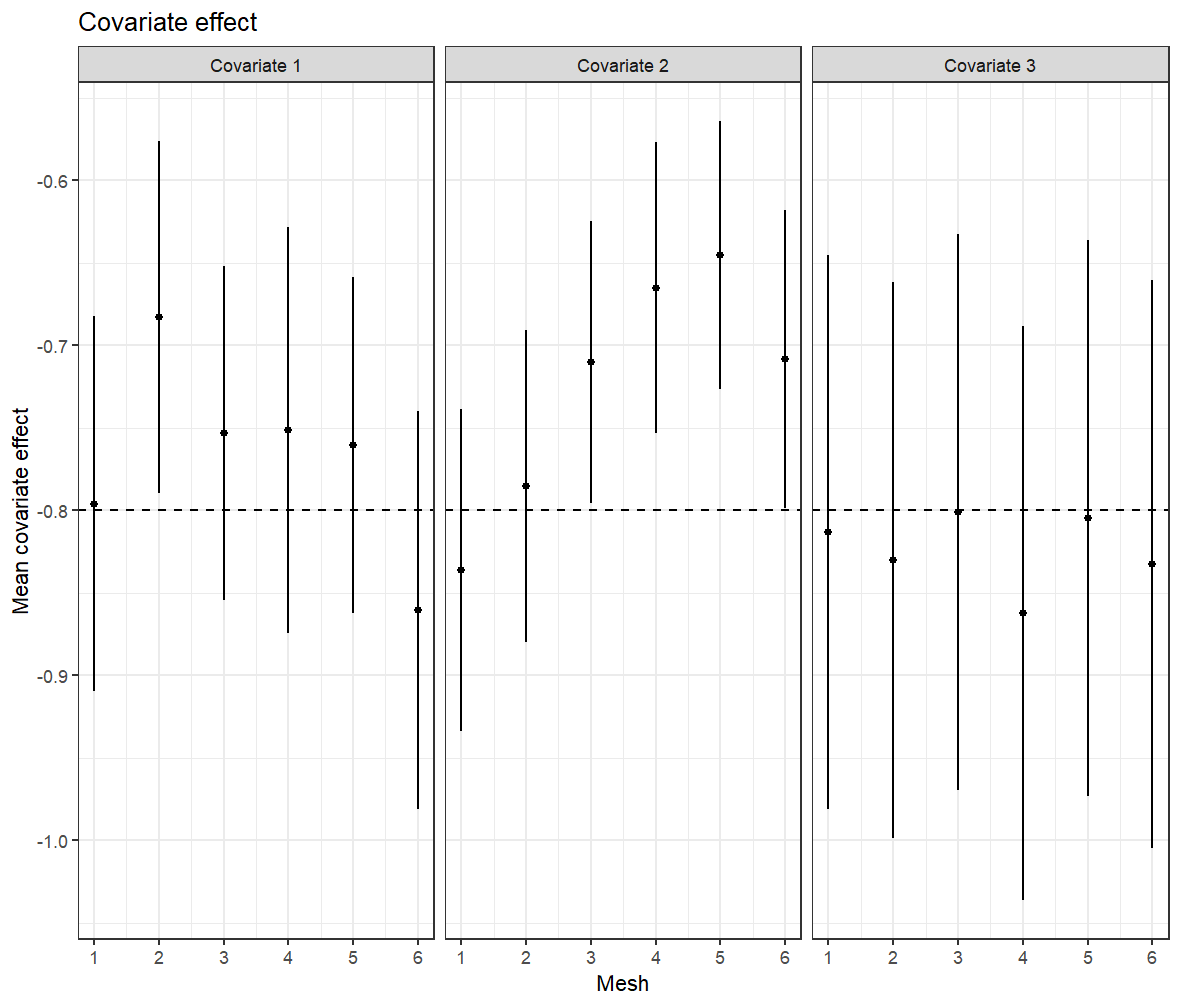 Covariate effect
Covariate 1 Covariate 2 Covariate 3
Mean covariate effect
-0.6
-0.7
-0.8
-0.9
-1.0
1 2 3 4 5 6 1 2 3 4 5 6 1 2 3 4 5 6
Mesh